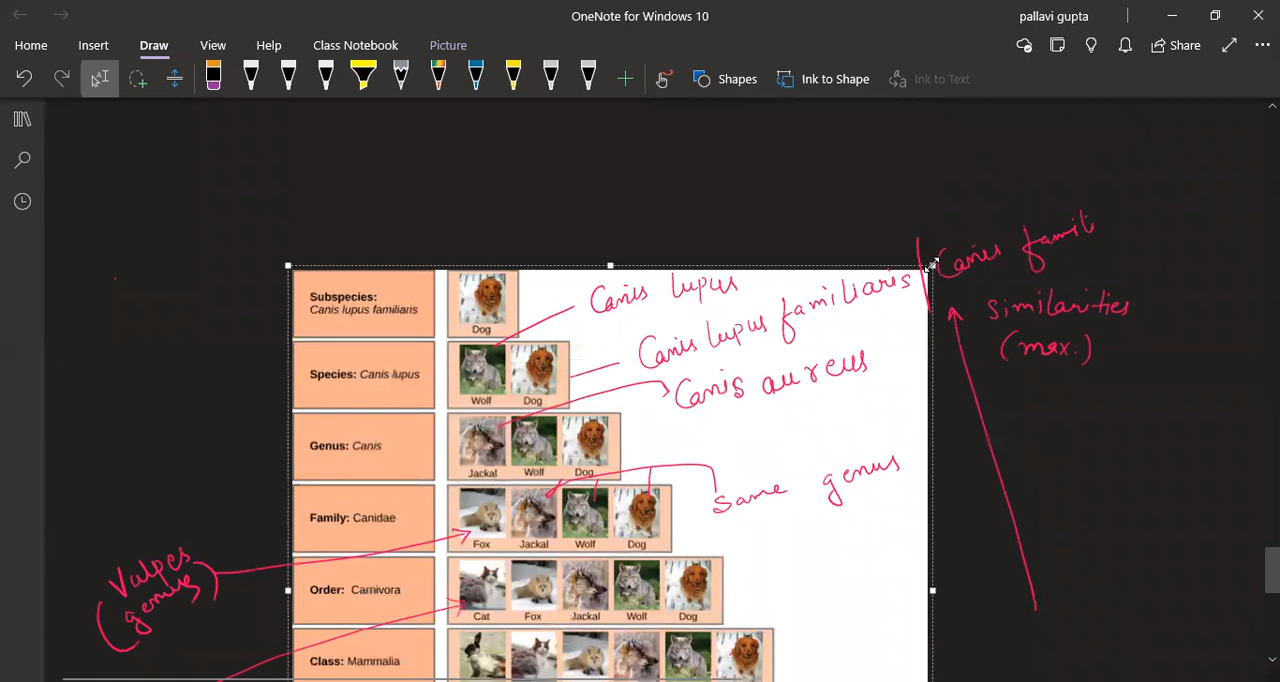 OneNote for Windows 10
pallavi gupta
Home Insert Draw View Help Class Notebook Picture
Share
Shapes Ink to Shape Ink to Text
Canis famili
similarities
(max.)
Subspecies:
Canis lupus familiaris
Dog
Canis lupus
Canis lupus familiaris
Species: Canis lupus
Wolf Dog
Canis aureus
Genus: Canis
Jackal Wolf Dog
Same genus
Family: Canidae
Fox Jackal Wolf Dog
Vulpes
(genus)
Order: Carnivora
Cat Fox Jackal Wolf Dog
Class: Mammalia